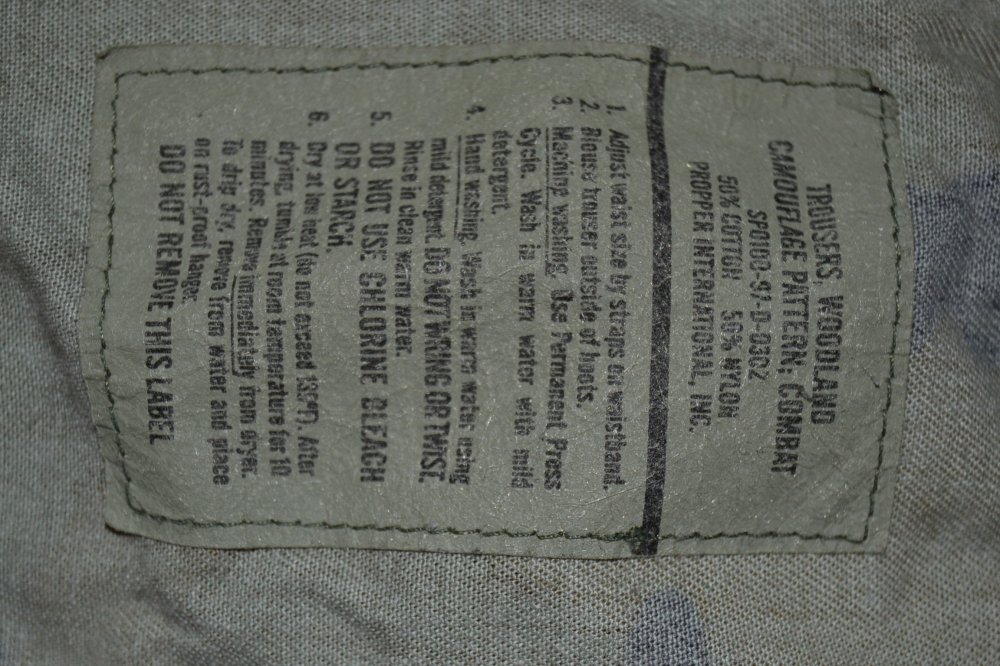 TROUSERS, WOODLAND
CAMOUFLAGE PATTERN: COMBAT
SPO100-97-D-0302
50% COTTON 50% NYLON
PROPPER INTERNATIONAL, INC.
1. Adjust waist size by straps on waistband.
2. Blouse trouser outside of boots.
3. Machine washing. Use Permanent Press
Cycle. Wash in warm water with mild
detergent.
4. Hand washing. Wash in warm water using
mild detergent. DO NOT WRING OR TWIST.
Rinse in clean warm water.
5. DO NOT USE CHLORINE BLEACH
OR STARCH.
6. Dry at low heat (do not exceed 130°F). After
drying, tumble at room temperature for 10
minutes. Remove immediately from dryer.
To drip dry, remove from water and place
on rust-proof hanger.
DO NOT REMOVE THIS LABEL